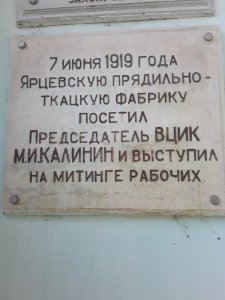 7 ИЮНЯ 1919 ГОДА
ЯРЦЕВСКУЮ ПРЯДИЛЬНО-
ТКАЦКУЮ ФАБРИКУ
ПОСЕТИЛ
ПРЕДСЕДАТЕЛЬ ВЦИК
М.И.КАЛИНИН И ВЫСТУПИЛ
НА МИТИНГЕ РАБОЧИХ